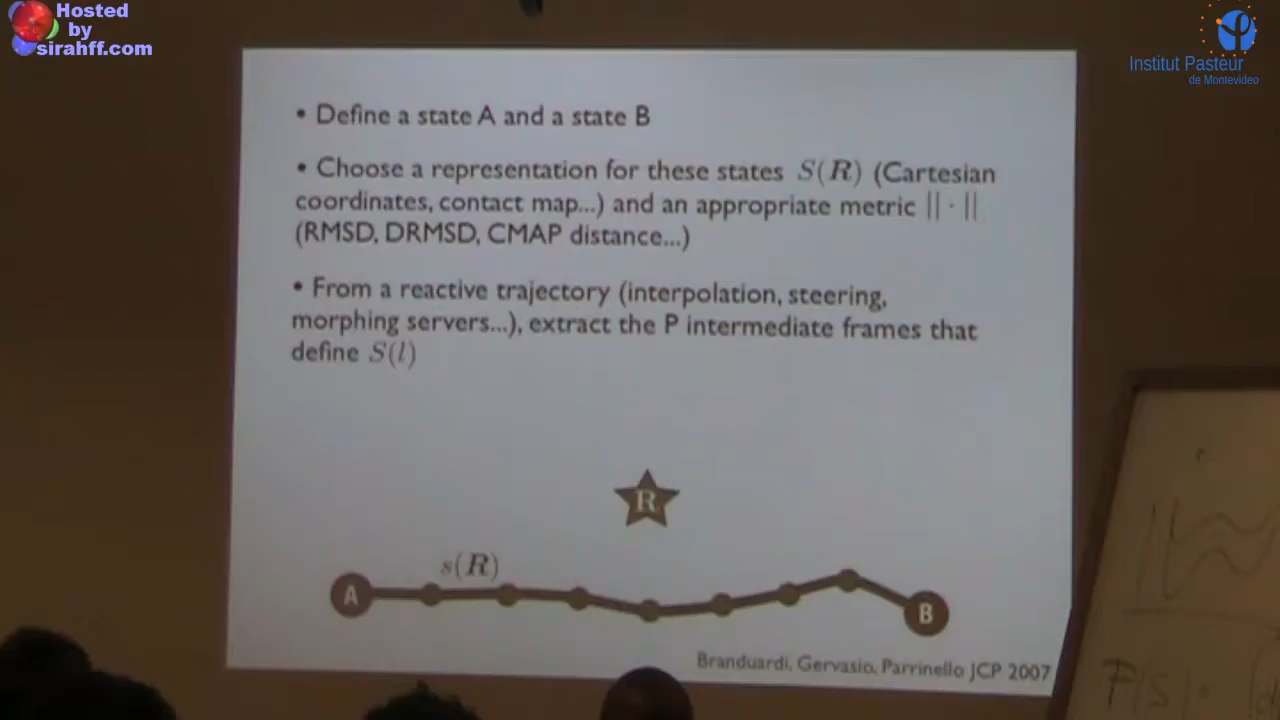 Hosted
by
sirahff.com
Institut Pasteur
de Montevideo
• Define a state A and a state B
• Choose a representation for these states S(R) (Cartesian
coordinates, contact map...) and an appropriate metric || · ||
(RMSD, DRMSD, CMAP distance...)
• From a reactive trajectory (interpolation, steering,
morphing servers...), extract the P intermediate frames that
define S(l)
R
s(R)
A
B
Branduardi, Gervasio, Parrinello JCP 2007
P(S)